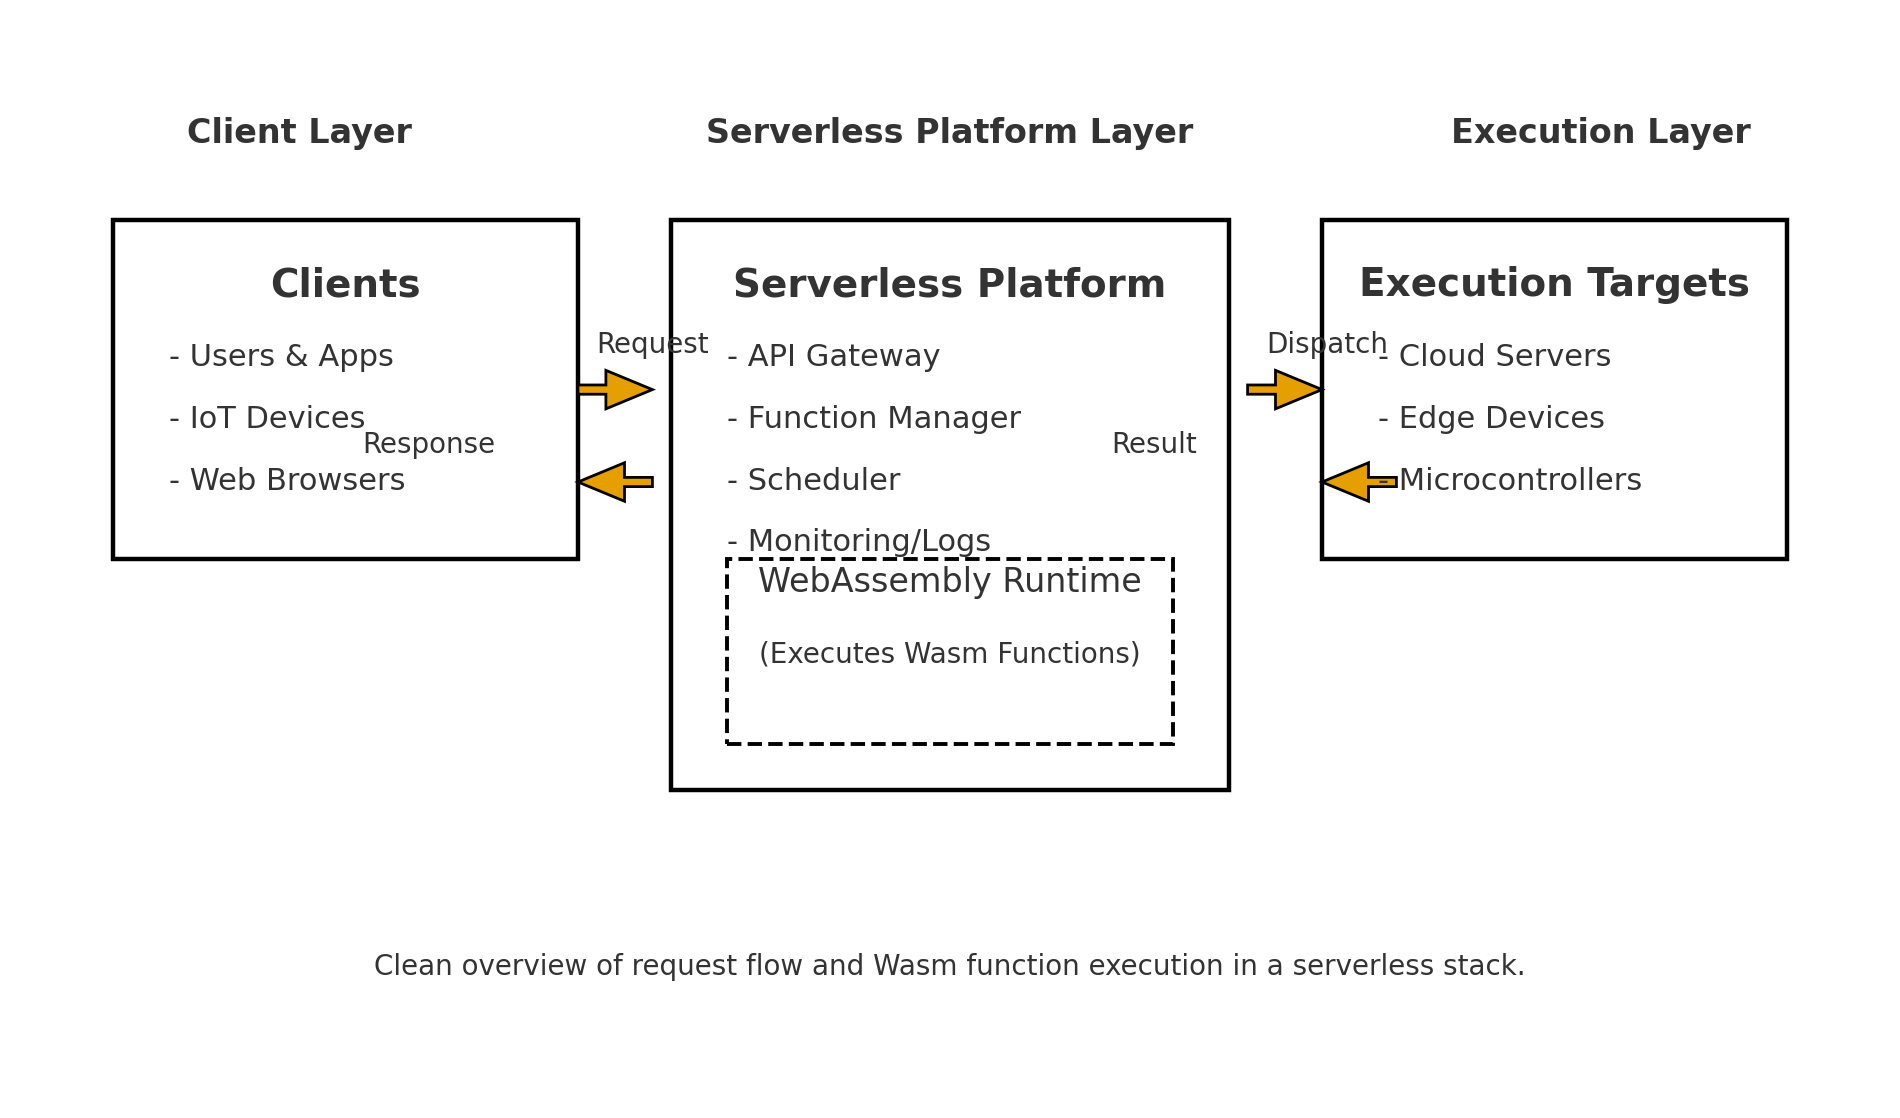 Client Layer
Serverless Platform Layer
Execution Layer
Clients
- Users & Apps
- IoT Devices
- Web Browsers
Request
Response
Serverless Platform
- API Gateway
- Function Manager
- Scheduler
- Monitoring/Logs
WebAssembly Runtime
(Executes Wasm Functions)
Dispatch
Result
Execution Targets
- Cloud Servers
- Edge Devices
- Microcontrollers
Clean overview of request flow and Wasm function execution in a serverless stack.